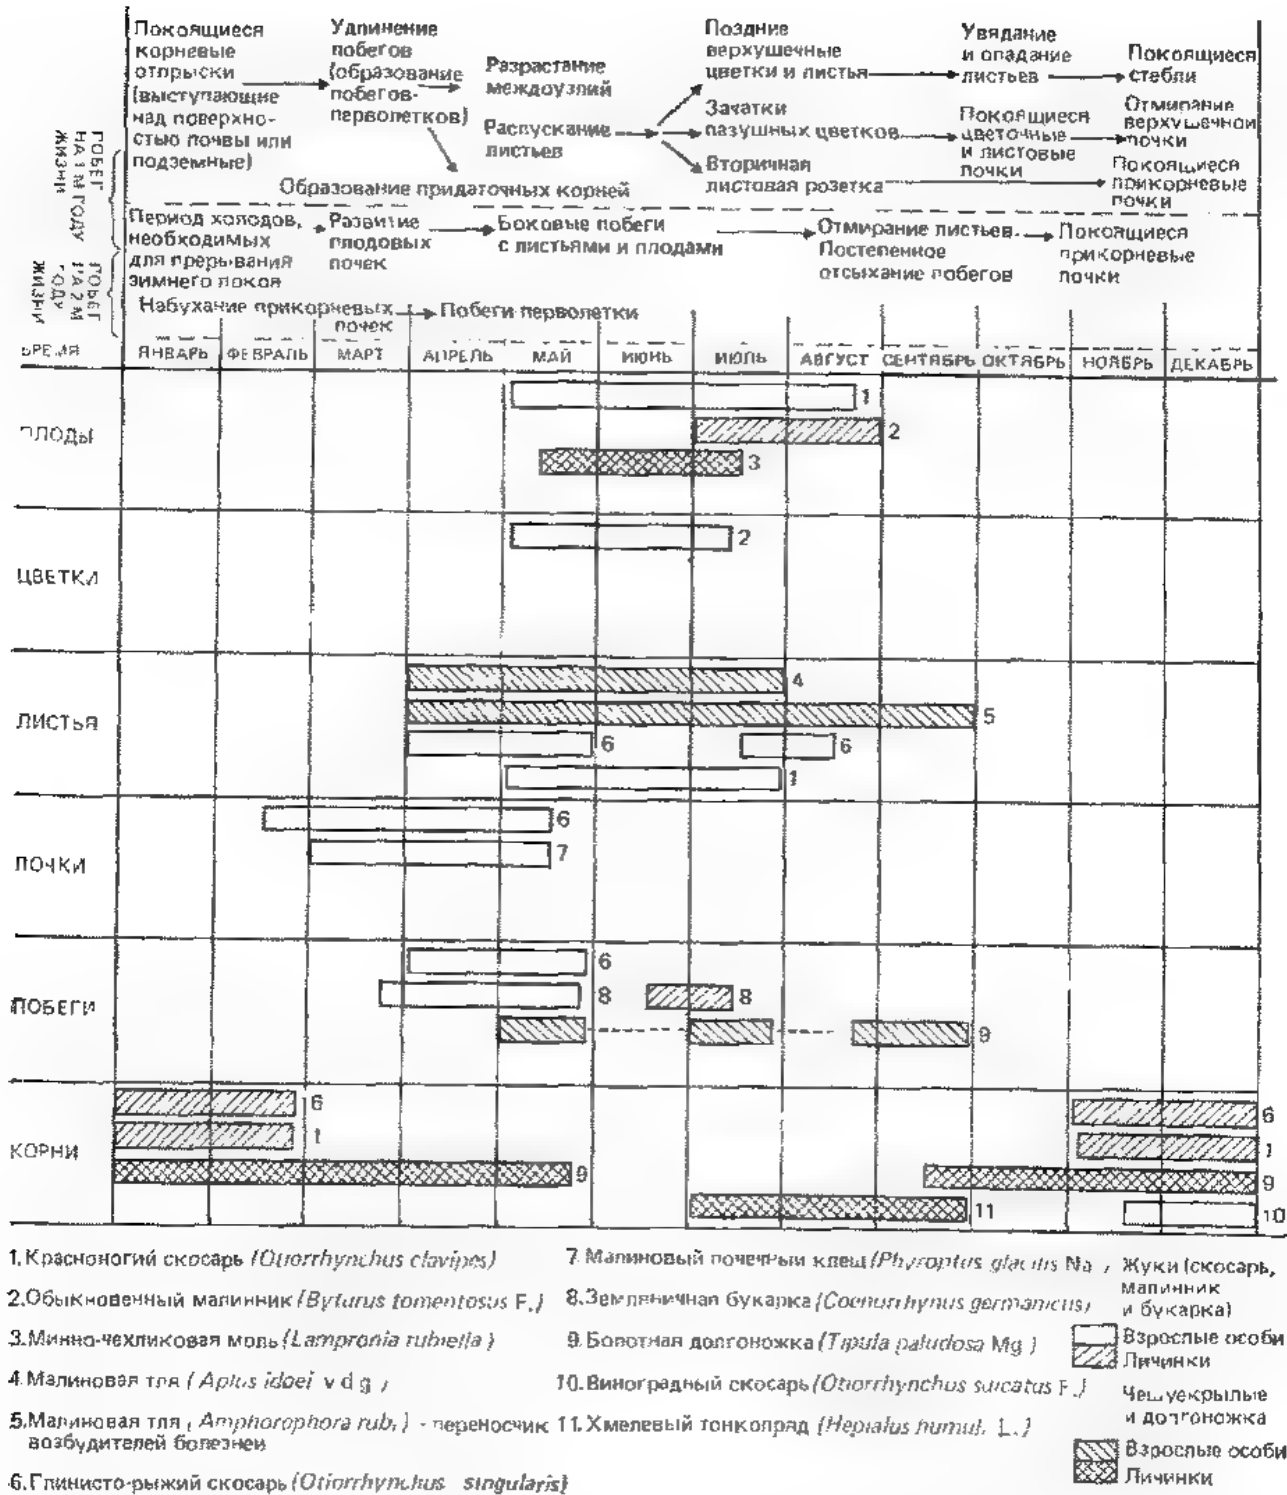 Покоящиеся
корневые
отпрыски
(выступающие
над поверхно-
стью почвы или
подземные)
Удлинение
побегов
(образование
побегов-
перволетков)
Разрастание
междоузлий
Распускание
листьев
Поздние
верхушечные
цветки и листья
Зачатки
пазушных цветков
Вторичная
листовая розетка
Увядание
и опадание
листьев
Покоящиеся
цветочные
и листовые
почки
Покоящиеся
стебли
Отмирание
верхушечной
почки
Покоящиеся
прикорневые
почки
Образование придаточных корней
ПОБЕГ
НА 1 М ГОДУ
ЖИЗНИ
Период холодов,
необходимых
для прерывания
зимнего покоя
Развитие
плодовых
почек
Боковые побеги
с листьями и плодами
Отмирание листьев.
Постепенное
отсыхание побегов
Покоящиеся
прикорневые
почки
ПОБЕГ
НА 2 М
ГОДУ
ЖИЗНИ
Набухание прикорневых
почек
Побеги перволетки
ВРЕМЯ ЯНВАРЬ ФЕВРАЛЬ МАРТ АПРЕЛЬ МАЙ ИЮНЬ ИЮЛЬ АВГУСТ СЕНТЯБРЬ ОКТЯБРЬ НОЯБРЬ ДЕКАБРЬ
1
ПЛОДЫ 2
3
2
ЦВЕТКИ
4
ЛИСТЬЯ 5
6 6
1
6
ПОЧКИ 7
6
ПОБЕГИ 8 8
9
6 6
КОРНИ 1 1
9 9
11 10
1. Красноногий скосарь (Otiorrhynchus clavipes)
2. Обыкновенный малинник (Byturus tomentosus F.)
3. Минно-чехликовая моль (Lampronia rubiella)
4. Малиновая тля (Aphis idaei v d g)
5. Малиновая тля (Amphorophora rubi) - переносчик
возбудителей болезней
6. Глинисто-рыжий скосарь (Otiorrhynchus singularis)
7. Малиновый почечный клещ (Phyroptus glacilis Na)
8. Земляничная букарка (Coenorrhynus germanicus)
9. Болотная долгоножка (Tipula paludosa Mg)
10. Виноградный скосарь (Otiorrhynchus sulcatus F.)
11. Хмелевый тонкопряд (Hepialus humuli L.)
Жуки (скосарь,
малинник
и букарка)
Взрослые особи
Личинки
Чешуекрылые
и долгоножка
Взрослые особи
Личинки